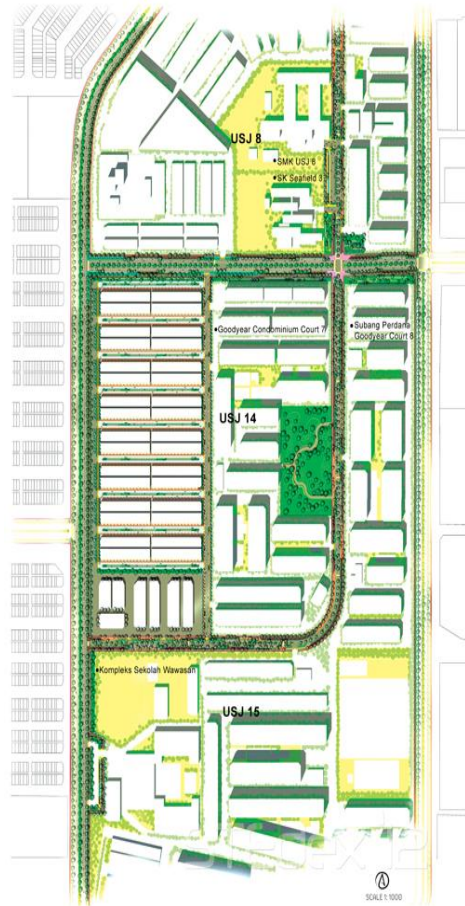 USJ 8
SMK USJ 8
SK Seafield 3
Goodyear Condominium Court 7
Subang Perdana
Goodyear Court 6
USJ 14
Kompleks Sekolah Wawasan
USJ 15
SCALE 1:1000